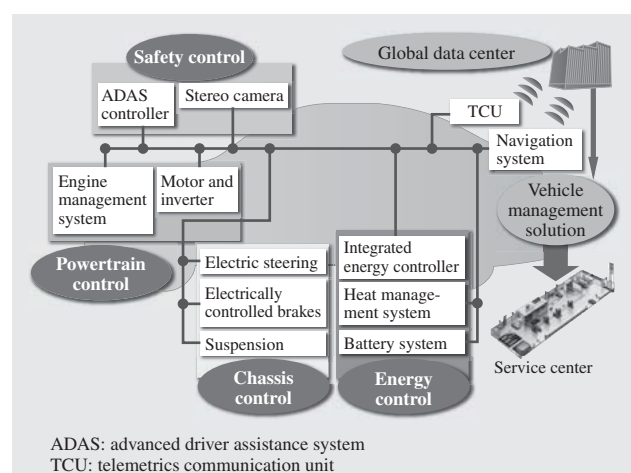 Safety control
ADAS
controller
Stereo camera
Global data center
TCU
Navigation
system
Engine
management
system
Motor and
inverter
Powertrain
control
Vehicle
management
solution
Electric steering
Electrically
controlled brakes
Suspension
Chassis
control
Integrated
energy controller
Heat manage-
ment system
Battery system
Energy
control
Service center
ADAS: advanced driver assistance system
TCU: telemetrics communication unit